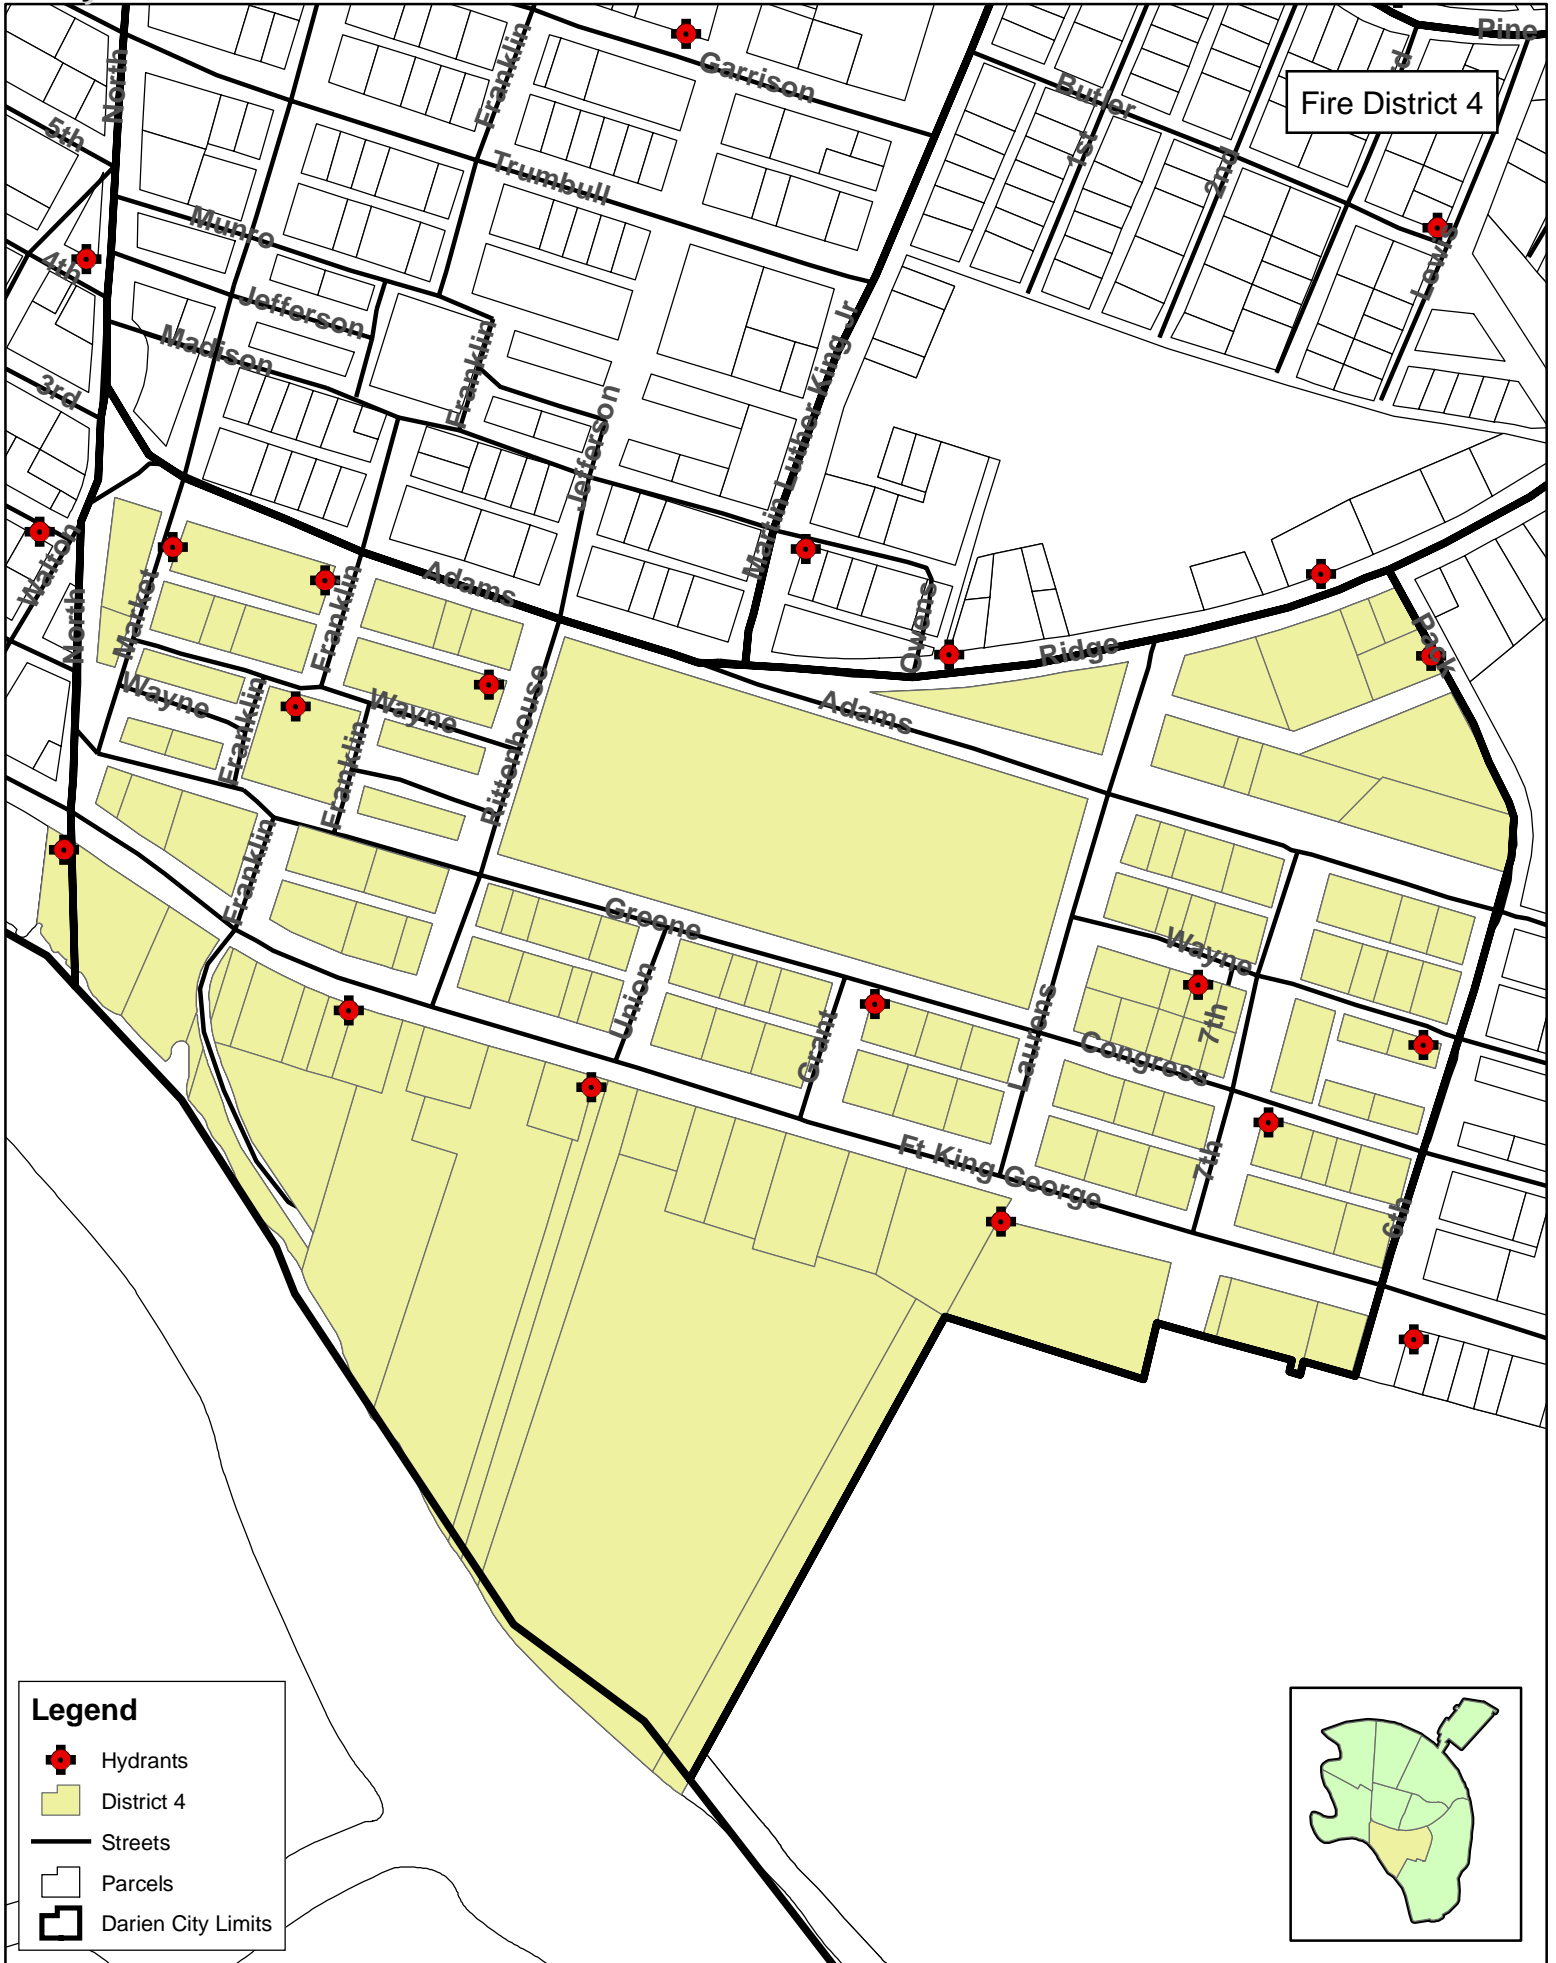 Pine
rd
Fire District 4
North
Franklin
Garrison
Butler
5th
1st
2nd
Trumbull
Munro
4th
Lewis
Jefferson
Madison
Franklin
Martin Luther King Jr
3rd
Jefferson
Walton
North
Market
Franklin
Adams
Owens
Ridge
Park
Wayne
Franklin
Franklin
Wayne
Rittenhouse
Adams
Franklin
Greene
Union
Grant
Laurens
Wayne
7th
Congress
Ft King George
7th
6th
Legend
Hydrants
District 4
Streets
Parcels
Darien City Limits